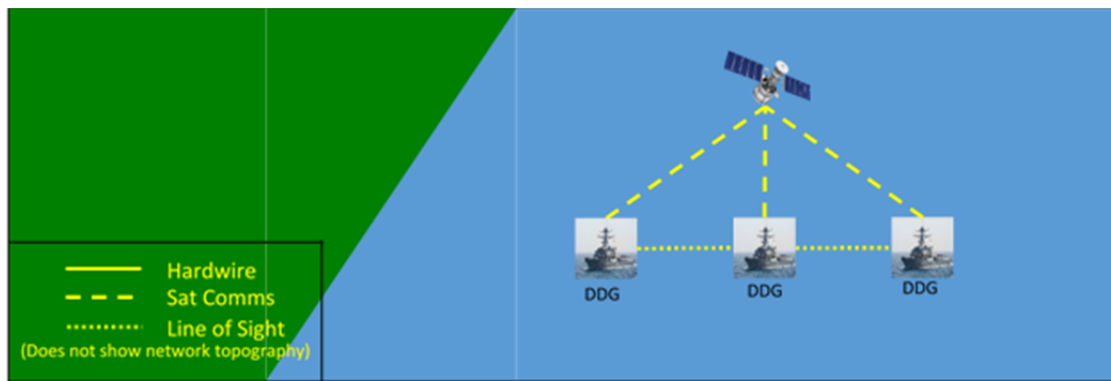 DDG
DDG
DDG
Hardwire
Sat Comms
Line of Sight
(Does not show network topography)